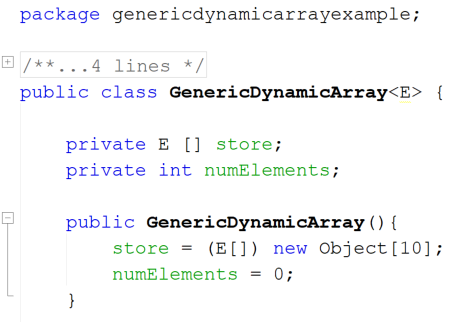 package genericdynamicarrayexample;
/**...4 lines */
public class GenericDynamicArray<E> {
private E [] store;
private int numElements;
public GenericDynamicArray(){
store = (E[]) new Object[10];
numElements = 0;
}